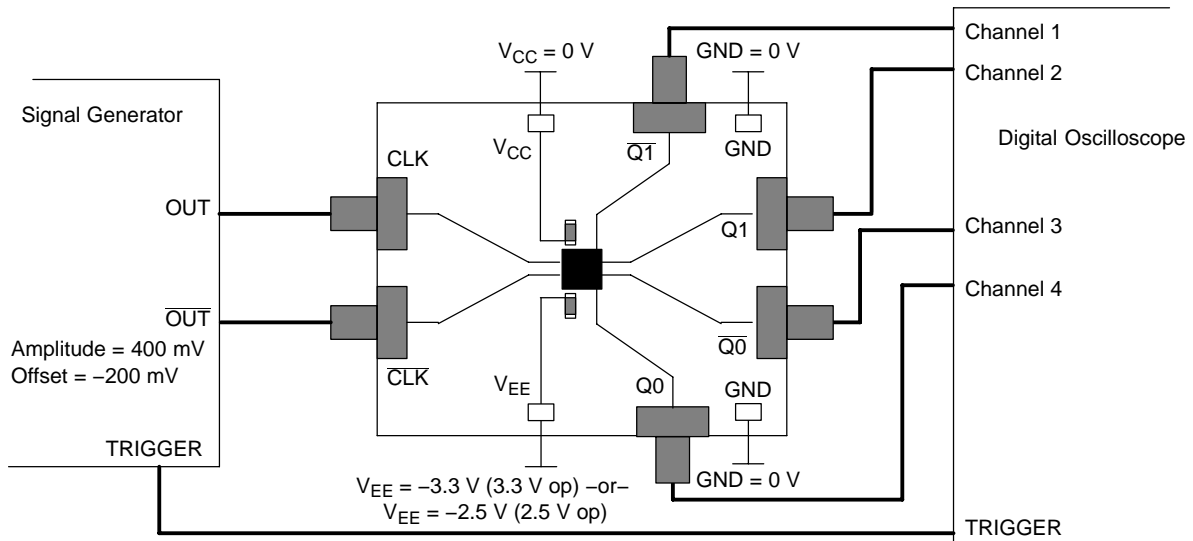 Signal Generator
OUT
O̅U̅T̅
Amplitude = 400 mV
Offset = −200 mV
TRIGGER
V_CC = 0 V
V_CC
CLK
C̅L̅K̅
V_EE
V_EE = −3.3 V (3.3 V op) −or−
V_EE = −2.5 V (2.5 V op)
Q̅1̅
GND = 0 V
GND
Q1
Q̅0̅
Q0
GND
GND = 0 V
Channel 1
Channel 2
Digital Oscilloscope
Channel 3
Channel 4
TRIGGER